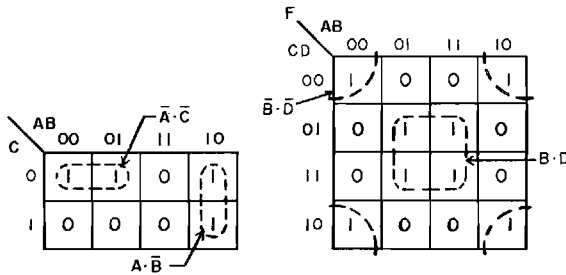 AB
C
00 01 11 10
A̅·C̅
0 1 1 0 1
1 0 0 0 1
A·B̅
F
AB
CD
00 01 11 10
00 1 0 0 1
B̅·D̅
01 0 1 1 0
B·D
11 0 1 1 0
10 1 0 0 1